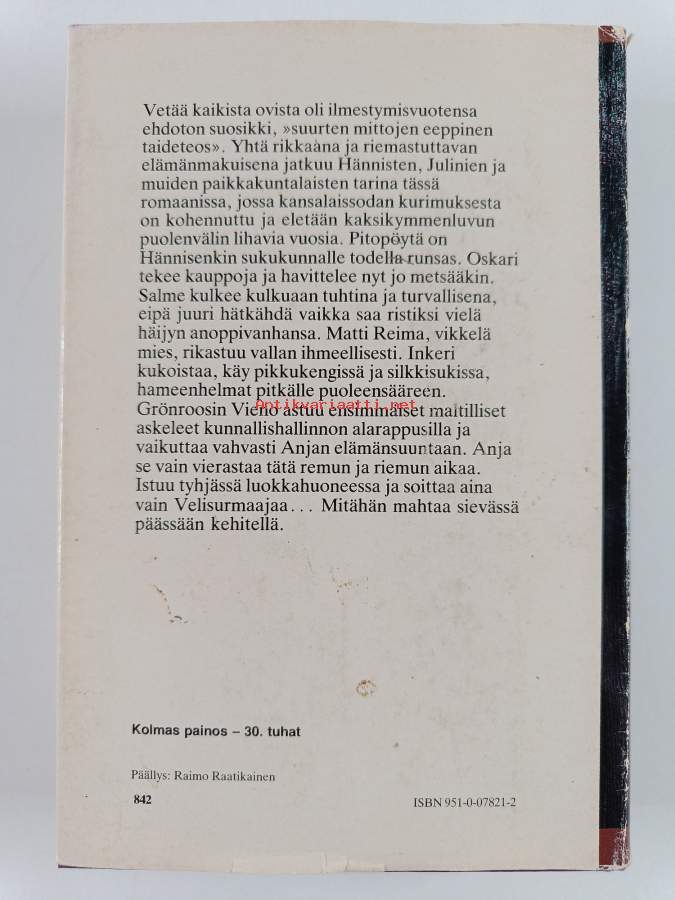 Vetää kaikista ovista oli ilmestymisvuotensa
ehdoton suosikki, »suurten mittojen eeppinen
taideteos». Yhtä rikkaana ja riemastuttavan
elämänmakuisena jatkuu Hännisten, Julinien ja
muiden paikkakuntalaisten tarina tässä
romaanissa, jossa kansalaissodan kurimuksesta
on kohennuttu ja eletään kaksikymmenluvun
puolenvälin lihavia vuosia. Pitopöytä on
Hännisenkin sukukunnalle todella runsas. Oskari
tekee kauppoja ja havittelee nyt jo metsääkin.
Salme kulkee kulkuaan tuhtina ja turvallisena,
eipä juuri hätkähdä vaikka saa ristiksi vielä
häijyn anoppivanhansa. Matti Reima, vikkelä
mies, rikastuu vallan ihmeellisesti. Inkeri
kukoistaa, käy pikkukengissä ja silkkisukissa,
hameenhelmat pitkälle puoleensääreen.
Antikvariaatti.net
Grönroosin Vieno astuu ensimmäiset maltilliset
askeleet kunnallishallinnon alarappusilla ja
vaikuttaa vahvasti Anjan elämänsuuntaan. Anja
se vain vierastaa tätä remun ja riemun aikaa.
Istuu tyhjässä luokkahuoneessa ja soittaa aina
vain Velisurmaajaa... Mitähän mahtaa sievässä
päässään kehitellä.
Kolmas painos – 30. tuhat
Päällys: Raimo Raatikainen
842
ISBN 951-0-07821-2